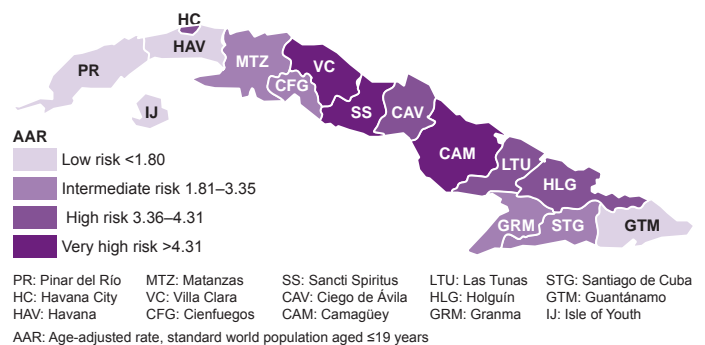 HC
HAV
PR
MTZ
VC
CFG
IJ
SS
CAV
CAM
LTU
HLG
GRM
STG
GTM
AAR
Low risk <1.80
Intermediate risk 1.81–3.35
High risk 3.36–4.31
Very high risk >4.31
PR: Pinar del Río MTZ: Matanzas SS: Sancti Spiritus LTU: Las Tunas STG: Santiago de Cuba
HC: Havana City VC: Villa Clara CAV: Ciego de Ávila HLG: Holguín GTM: Guantánamo
HAV: Havana CFG: Cienfuegos CAM: Camagüey GRM: Granma IJ: Isle of Youth
AAR: Age-adjusted rate, standard world population aged ≤19 years